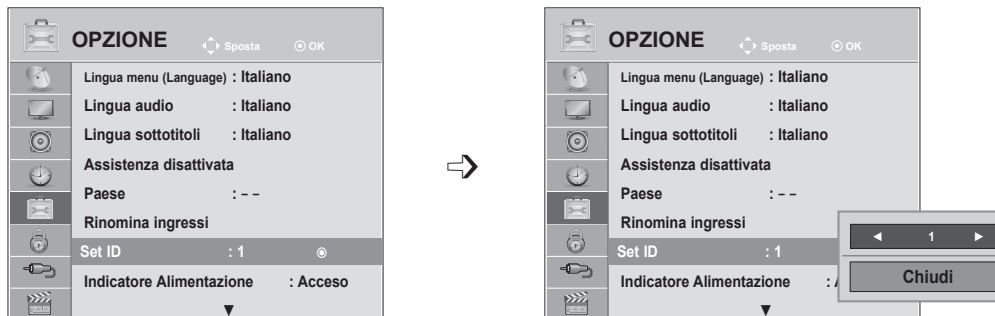 OPZIONE Sposta OK
Lingua menu (Language) : Italiano
Lingua audio : Italiano
Lingua sottotitoli : Italiano
Assistenza disattivata
Paese : – –
Rinomina ingressi
Set ID : 1
Indicatore Alimentazione : Acceso
▼
OPZIONE Sposta OK
Lingua menu (Language) : Italiano
Lingua audio : Italiano
Lingua sottotitoli : Italiano
Assistenza disattivata
Paese : – –
Rinomina ingressi
Set ID : 1
◄ 1 ►
Indicatore Alimentazione :
Chiudi
▼